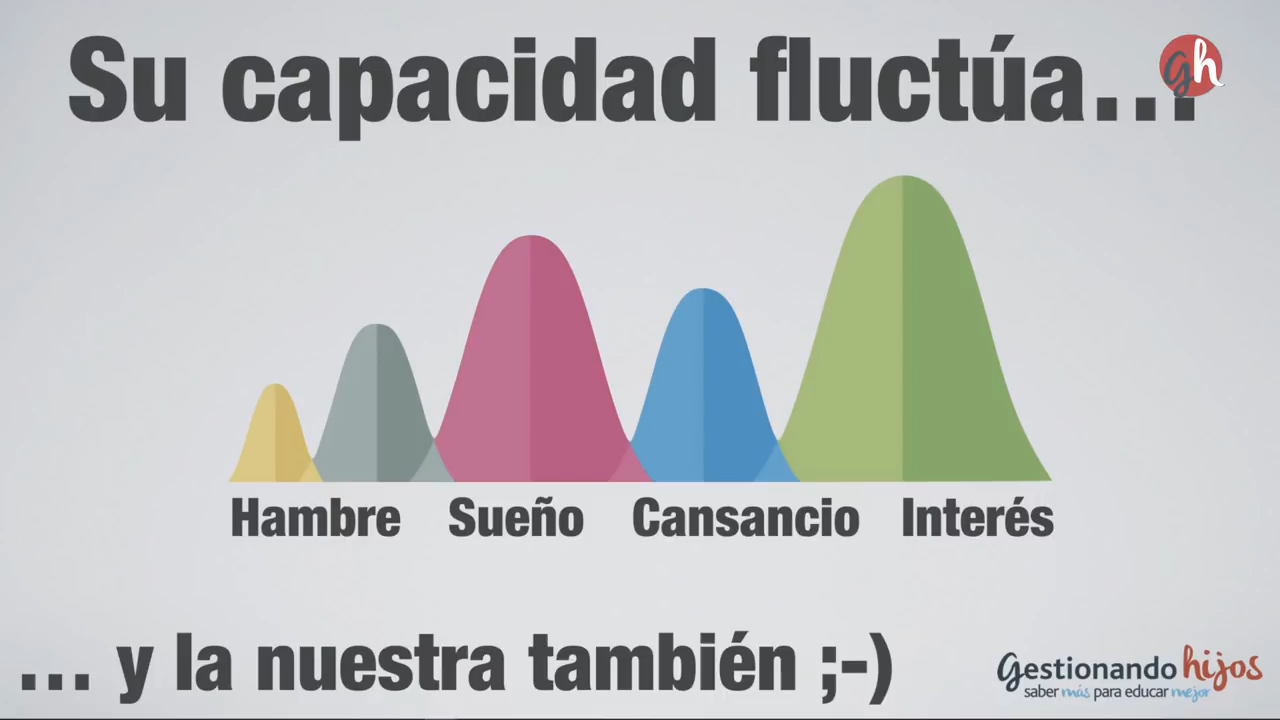 Su capacidad fluctúa...
gh
Hambre Sueño Cansancio Interés
... y la nuestra también ;-)
Gestionando hijos
saber más para educar mejor